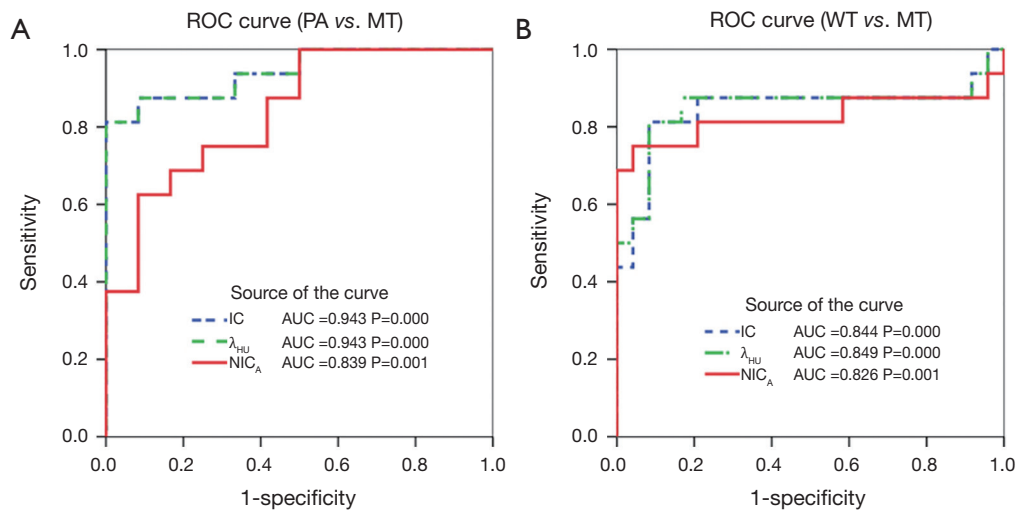 A
ROC curve (PA vs. MT)
1.0
0.8
0.6
0.4
0.2
0.0
Sensitivity
Source of the curve
IC AUC =0.943 P=0.000
λHU AUC =0.943 P=0.000
NICA AUC =0.839 P=0.001
0.0 0.2 0.4 0.6 0.8 1.0
1-specificity
B
ROC curve (WT vs. MT)
1.0
0.8
0.6
0.4
0.2
0.0
Sensitivity
Source of the curve
IC AUC =0.844 P=0.000
λHU AUC =0.849 P=0.000
NICA AUC =0.826 P=0.001
0.0 0.2 0.4 0.6 0.8 1.0
1-specificity